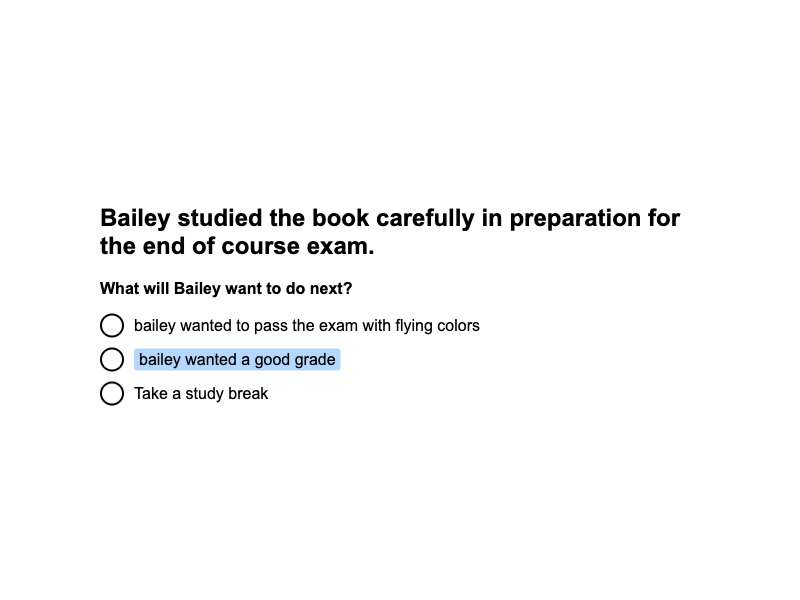 Bailey studied the book carefully in preparation for
the end of course exam.
What will Bailey want to do next?
bailey wanted to pass the exam with flying colors
bailey wanted a good grade
Take a study break